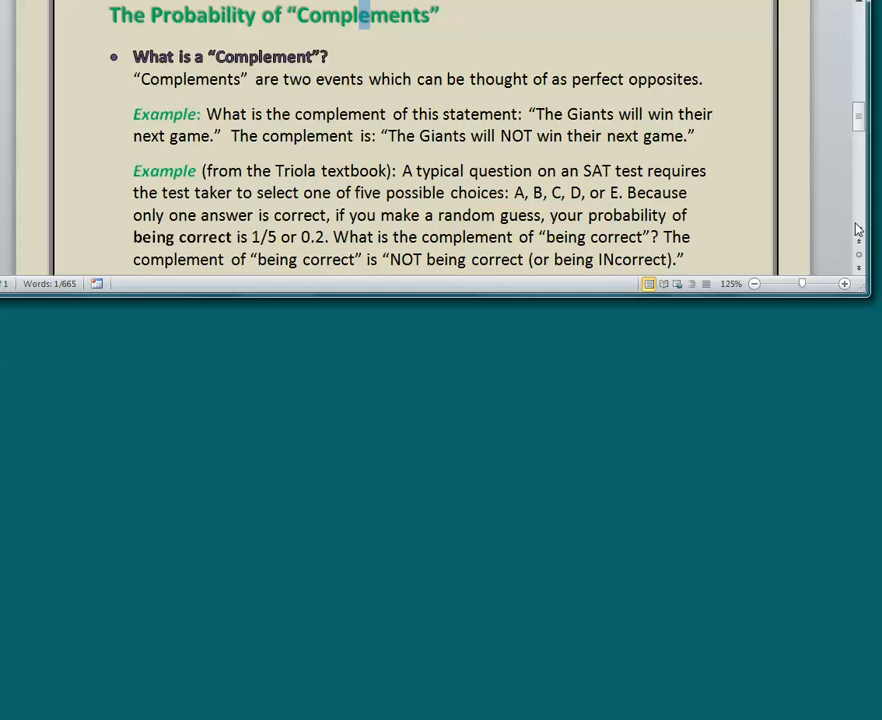 The Probability of “Complements”
• What is a “Complement”?
“Complements” are two events which can be thought of as perfect opposites.
Example: What is the complement of this statement: “The Giants will win their
next game.” The complement is: “The Giants will NOT win their next game.”
Example (from the Triola textbook): A typical question on an SAT test requires
the test taker to select one of five possible choices: A, B, C, D, or E. Because
only one answer is correct, if you make a random guess, your probability of
being correct is 1/5 or 0.2. What is the complement of “being correct”? The
complement of “being correct” is “NOT being correct (or being INcorrect).”
Words: 1/665 125%